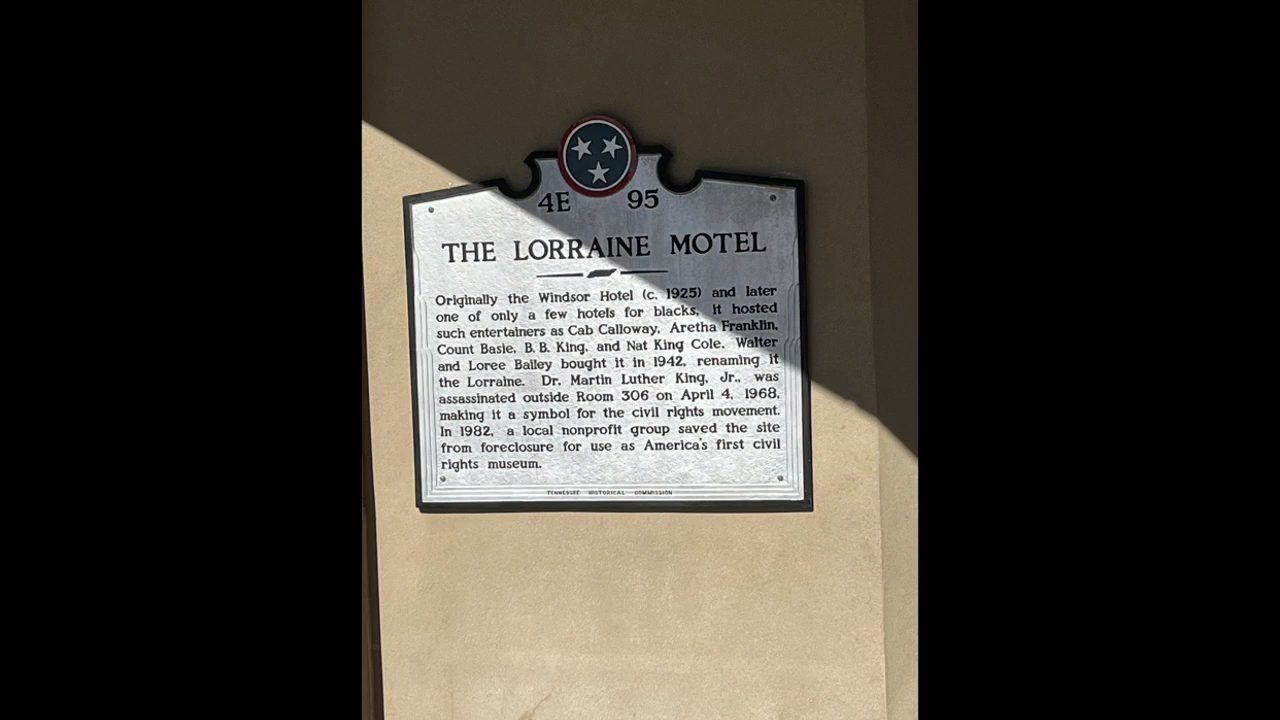 4E 95
THE LORRAINE MOTEL
Originally the Windsor Hotel (c. 1925) and later
one of only a few hotels for blacks, it hosted
such entertainers as Cab Calloway, Aretha Franklin,
Count Basie, B. B. King, and Nat King Cole. Walter
and Loree Bailey bought it in 1942, renaming it
the Lorraine. Dr. Martin Luther King, Jr., was
assassinated outside Room 306 on April 4, 1968,
making it a symbol for the civil rights movement.
In 1982, a local nonprofit group saved the site
from foreclosure for use as America's first civil
rights museum.
TENNESSEE HISTORICAL COMMISSION